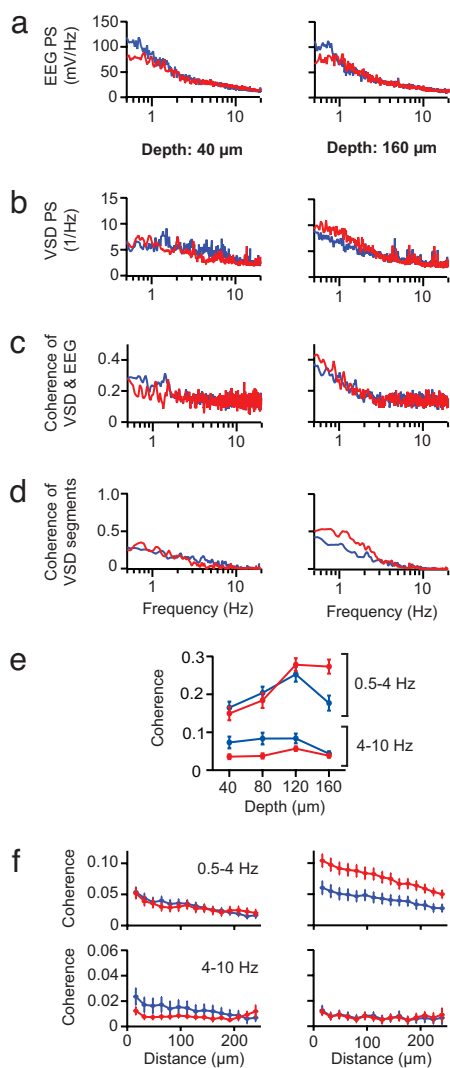 a
EEG PS
(mV/Hz)
150
100
50
0
1
10
1
10
Depth: 40 µm
Depth: 160 µm
b
VSD PS
(1/Hz)
15
10
5
0
1
10
1
10
c
Coherence of
VSD & EEG
0.4
0.2
0
1
10
1
10
d
Coherence of
VSD segments
1.0
0.5
0
1
10
1
10
Frequency (Hz)
Frequency (Hz)
e
Coherence
0.3
0.2
0.1
0
0.5-4 Hz
4-10 Hz
40
80
120
160
Depth (µm)
f
Coherence
0.10
0.05
0
0.5-4 Hz
Coherence
0.06
0.04
0.02
0
4-10 Hz
0
100
200
0
100
200
Distance (µm)
Distance (µm)